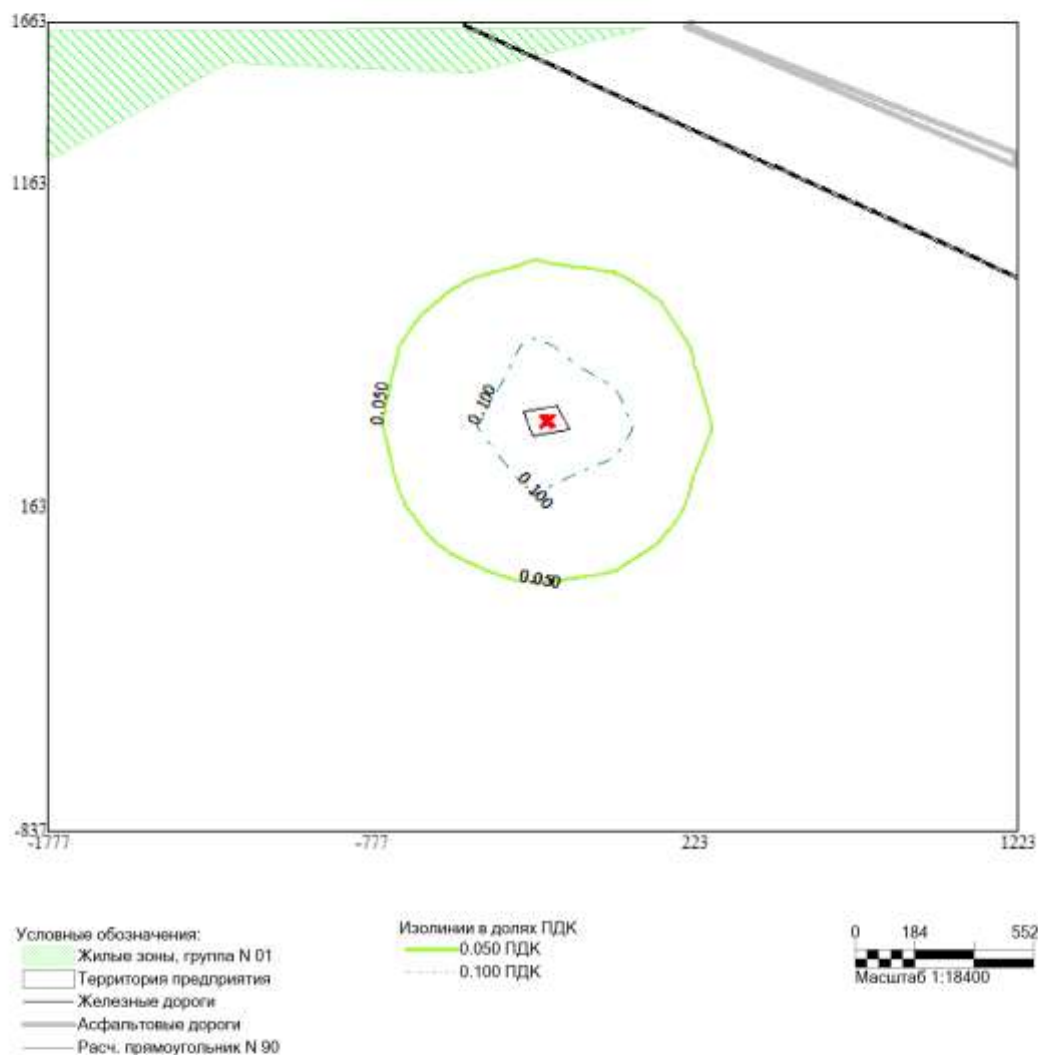 1663
1163
0.050
0.100
0.100
163
0.050
-837
-1777 -777 223 1223
Условные обозначения:
Жилые зоны, группа N 01
Территория предприятия
Железные дороги
Асфальтовые дороги
Расч. прямоугольник N 90
Изолинии в долях ПДК
0.050 ПДК
0.100 ПДК
0 184 552
Масштаб 1:18400